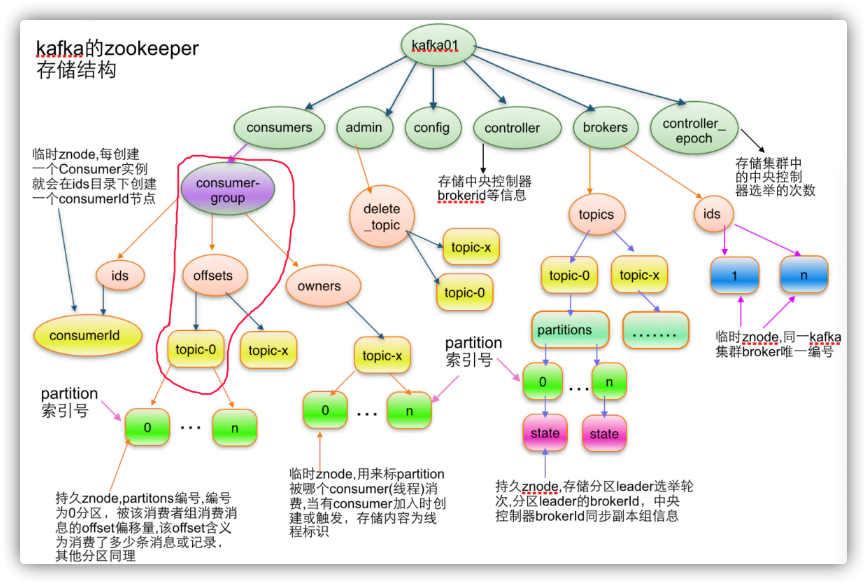 kafka的zookeeper
存储结构
kafka01
consumers
admin
config
controller
brokers
controller_
epoch
临时znode,每创建
一个Consumer实例
就会在ids目录下创建
一个consumerId节点
consumer-
group
存储中央控制器
brokerid等信息
存储集群中
的中央控制
器选举的次数
delete
_topic
topics
ids
topic-x
topic-0
ids
offsets
owners
topic-0
topic-x
1
n
consumerId
topic-0
topic-x
topic-x
partitions
.......
临时znode,同一kafka
集群broker唯一编号
partition
索引号
partition
索引号
0
...
n
0
...
n
0
...
n
state
state
持久znode,partitons编号,编号
为0分区，被该消费者组消费消
息的offset偏移量,该offset含义
为消费了多少条消息或记录，
其他分区同理
临时znode,用来标partition
被哪个consumer(线程)消
费,当有consumer加入时创
建或触发，存储内容为线
程标识
持久znode,存储分区leader选举轮
次,分区leader的brokerId，中央
控制器brokerId同步副本组信息